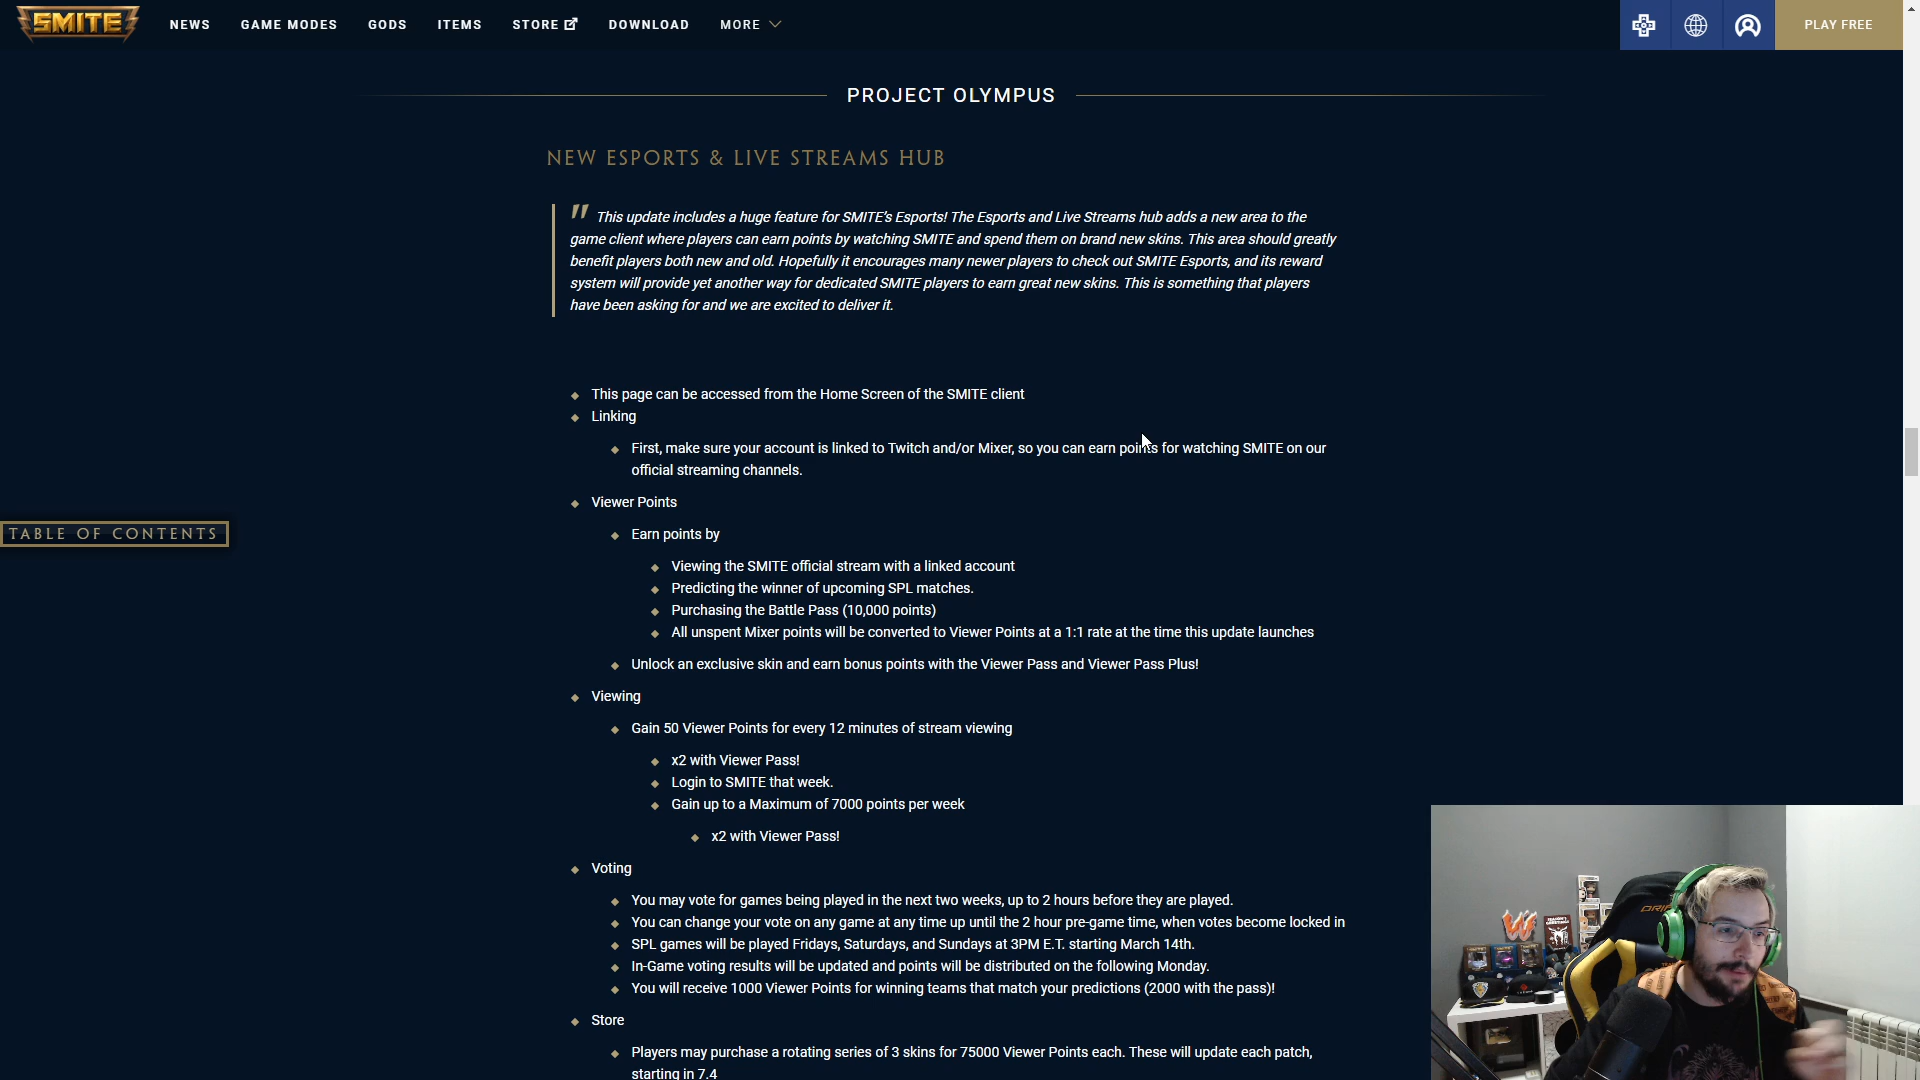 SMITE
NEWS GAME MODES GODS ITEMS STORE DOWNLOAD MORE PLAY FREE
PROJECT OLYMPUS
NEW ESPORTS & LIVE STREAMS HUB
" This update includes a huge feature for SMITE's Esports! The Esports and Live Streams hub adds a new area to the
game client where players can earn points by watching SMITE and spend them on brand new skins. This area should greatly
benefit players both new and old. Hopefully it encourages many newer players to check out SMITE Esports, and its reward
system will provide yet another way for dedicated SMITE players to earn great new skins. This is something that players
have been asking for and we are excited to deliver it.
This page can be accessed from the Home Screen of the SMITE client
Linking
First, make sure your account is linked to Twitch and/or Mixer, so you can earn points for watching SMITE on our
official streaming channels.
Viewer Points
TABLE OF CONTENTS
Earn points by
Viewing the SMITE official stream with a linked account
Predicting the winner of upcoming SPL matches.
Purchasing the Battle Pass (10,000 points)
All unspent Mixer points will be converted to Viewer Points at a 1:1 rate at the time this update launches
Unlock an exclusive skin and earn bonus points with the Viewer Pass and Viewer Pass Plus!
Viewing
Gain 50 Viewer Points for every 12 minutes of stream viewing
x2 with Viewer Pass!
Login to SMITE that week.
Gain up to a Maximum of 7000 points per week
x2 with Viewer Pass!
Voting
You may vote for games being played in the next two weeks, up to 2 hours before they are played.
You can change your vote on any game at any time up until the 2 hour pre-game time, when votes become locked in
SPL games will be played Fridays, Saturdays, and Sundays at 3PM E.T. starting March 14th.
In-Game voting results will be updated and points will be distributed on the following Monday.
You will receive 1000 Viewer Points for winning teams that match your predictions (2000 with the pass)!
Store
Players may purchase a rotating series of 3 skins for 75000 Viewer Points each. These will update each patch,
starting in 7.4